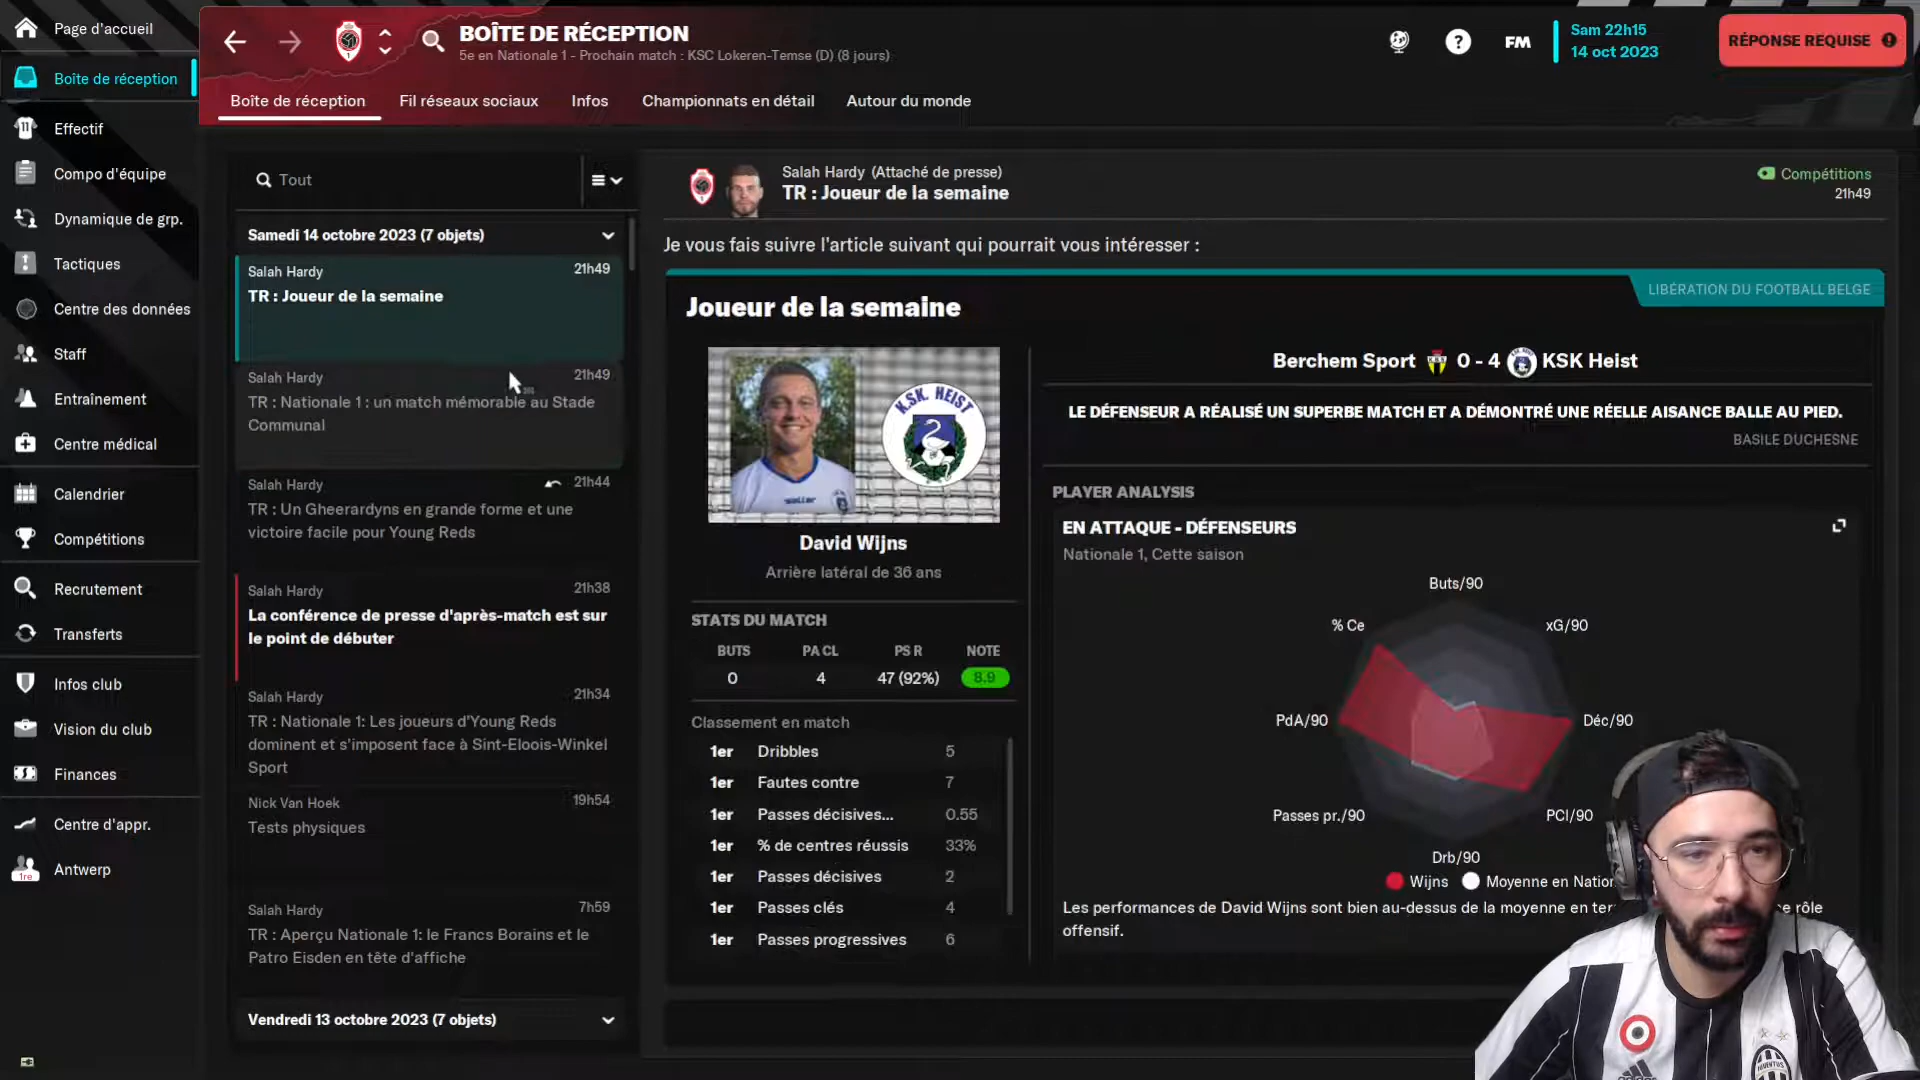 Page d'accueil
Boîte de réception
Effectif
Compo d'équipe
Dynamique de grp.
Tactiques
Centre des données
Staff
Entraînement
Centre médical
Calendrier
Compétitions
Recrutement
Transferts
Infos club
Vision du club
Finances
Centre d'appr.
1re
Antwerp
BOÎTE DE RÉCEPTION
5e en Nationale 1 - Prochain match : KSC Lokeren-Temse (D) (8 jours)
FM
Sam 22h15
14 oct 2023
RÉPONSE REQUISE
Boîte de réception
Fil réseaux sociaux
Infos
Championnats en détail
Autour du monde
Tout
Samedi 14 octobre 2023 (7 objets)
Salah Hardy 21h49
TR : Joueur de la semaine
Salah Hardy 21h49
TR : Nationale 1 : un match mémorable au Stade
Communal
Salah Hardy 21h44
TR : Un Gheerardyns en grande forme et une
victoire facile pour Young Reds
Salah Hardy 21h38
La conférence de presse d'après-match est sur
le point de débuter
Salah Hardy 21h34
TR : Nationale 1: Les joueurs d'Young Reds
dominent et s'imposent face à Sint-Eloois-Winkel
Sport
Nick Van Hoek 19h54
Tests physiques
Salah Hardy 7h59
TR : Aperçu Nationale 1: le Francs Borains et le
Patro Eisden en tête d'affiche
Vendredi 13 octobre 2023 (7 objets)
Salah Hardy (Attaché de presse)
TR : Joueur de la semaine
Compétitions
21h49
Je vous fais suivre l'article suivant qui pourrait vous intéresser :
LIBÉRATION DU FOOTBALL BELGE
Joueur de la semaine
K.S.K. HEIST
David Wijns
Arrière latéral de 36 ans
STATS DU MATCH
BUTS PA CL PS R NOTE
0 4 47 (92%) 8.9
Classement en match
1er Dribbles 5
1er Fautes contre 7
1er Passes décisives... 0.55
1er % de centres réussis 33%
1er Passes décisives 2
1er Passes clés 4
1er Passes progressives 6
Berchem Sport 0 - 4 KSK Heist
LE DÉFENSEUR A RÉALISÉ UN SUPERBE MATCH ET A DÉMONTRÉ UNE RÉELLE AISANCE BALLE AU PIED.
BASILE DUCHESNE
PLAYER ANALYSIS
EN ATTAQUE - DÉFENSEURS
Nationale 1, Cette saison
Buts/90
% Ce
xG/90
PdA/90
Déc/90
Passes pr./90
PCl/90
Drb/90
Wijns
Moyenne en Nation
Les performances de David Wijns sont bien au-dessus de la moyenne en ter ce rôle
offensif.